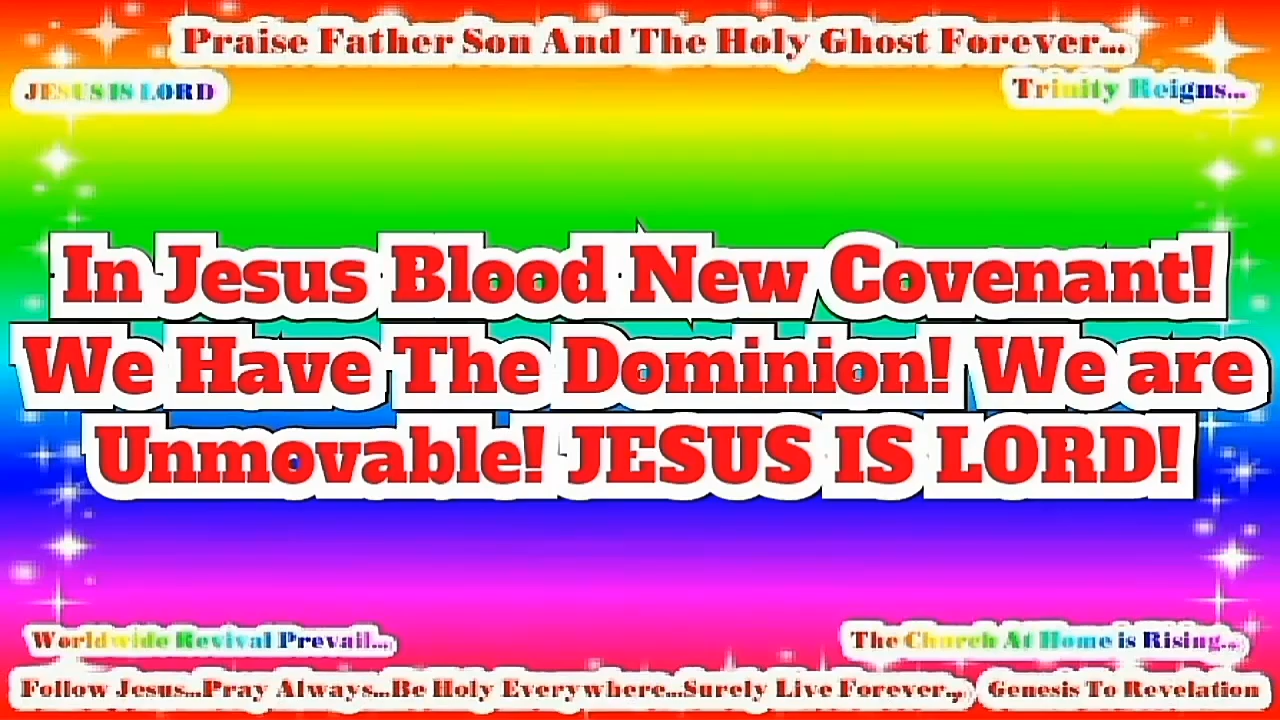 Praise Father Son And The Holy Ghost Forever...
JESUS IS LORD
Trinity Reigns...
In Jesus Blood New Covenant!
We Have The Dominion! We are
Unmovable! JESUS IS LORD!
Worldwide Revival Prevail...
The Church At Home is Rising...
Follow Jesus...Pray Always...Be Holy Everywhere...Surely Live Forever...
Genesis To Revelation